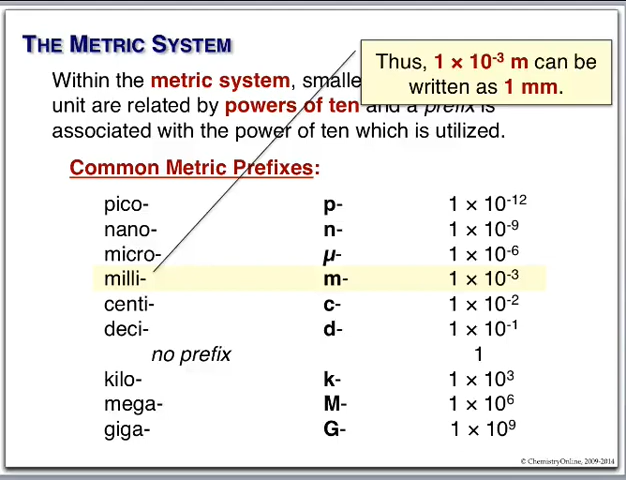 THE METRIC SYSTEM
Thus, 1 × 10⁻³ m can be
written as 1 mm.
Within the metric system, smalle
unit are related by powers of ten and a prefix is
associated with the power of ten which is utilized.
Common Metric Prefixes:
pico- p- 1 × 10⁻¹²
nano- n- 1 × 10⁻⁹
micro- µ- 1 × 10⁻⁶
milli- m- 1 × 10⁻³
centi- c- 1 × 10⁻²
deci- d- 1 × 10⁻¹
no prefix 1
kilo- k- 1 × 10³
mega- M- 1 × 10⁶
giga- G- 1 × 10⁹
© ChemistryOnline, 2009-2014